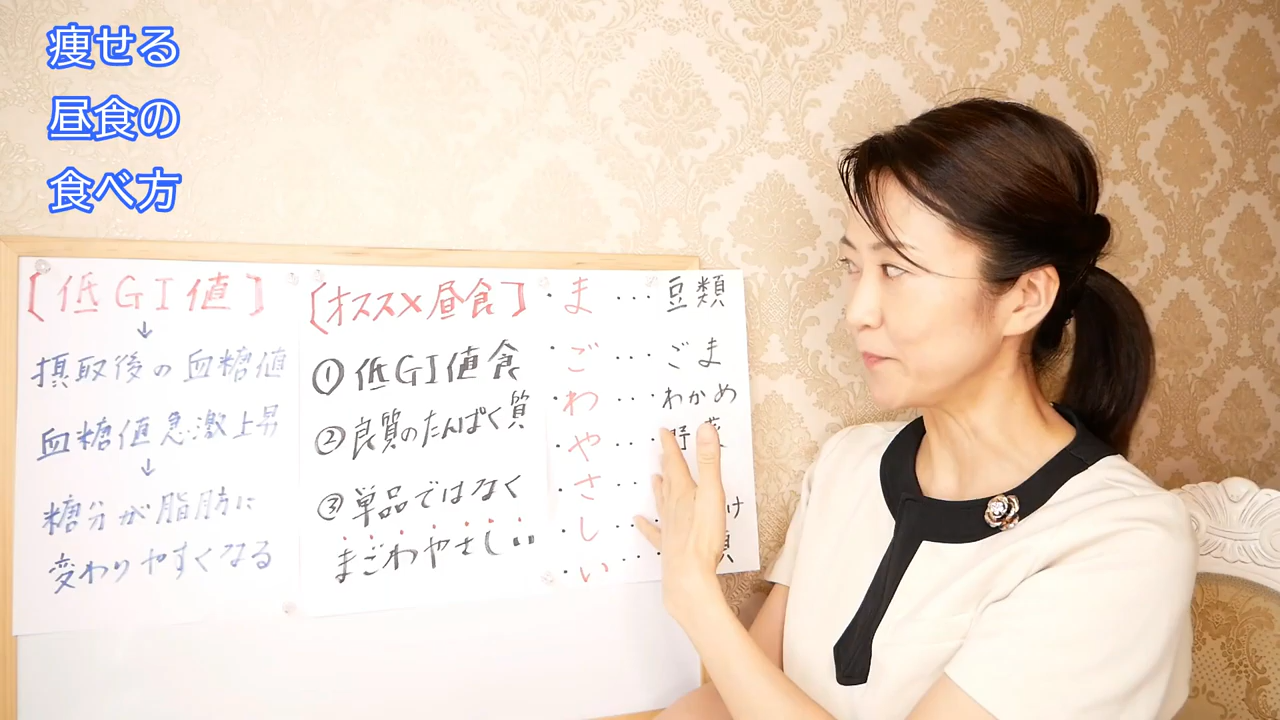 痩せる
昼食の
食べ方
[低GI値]
↓
摂取後の血糖値
血糖値急激上昇
↓
糖分が脂肪に
変わりやすくなる
[オススメ昼食]
①低GI値食
②良質のたんぱく質
③単品ではなく
まごわやさしい
・ま・・・豆類
・ご・・・ごま
・わ・・・わかめ
・や・・・野菜
・さ・・
・し・・ け
・い・・・